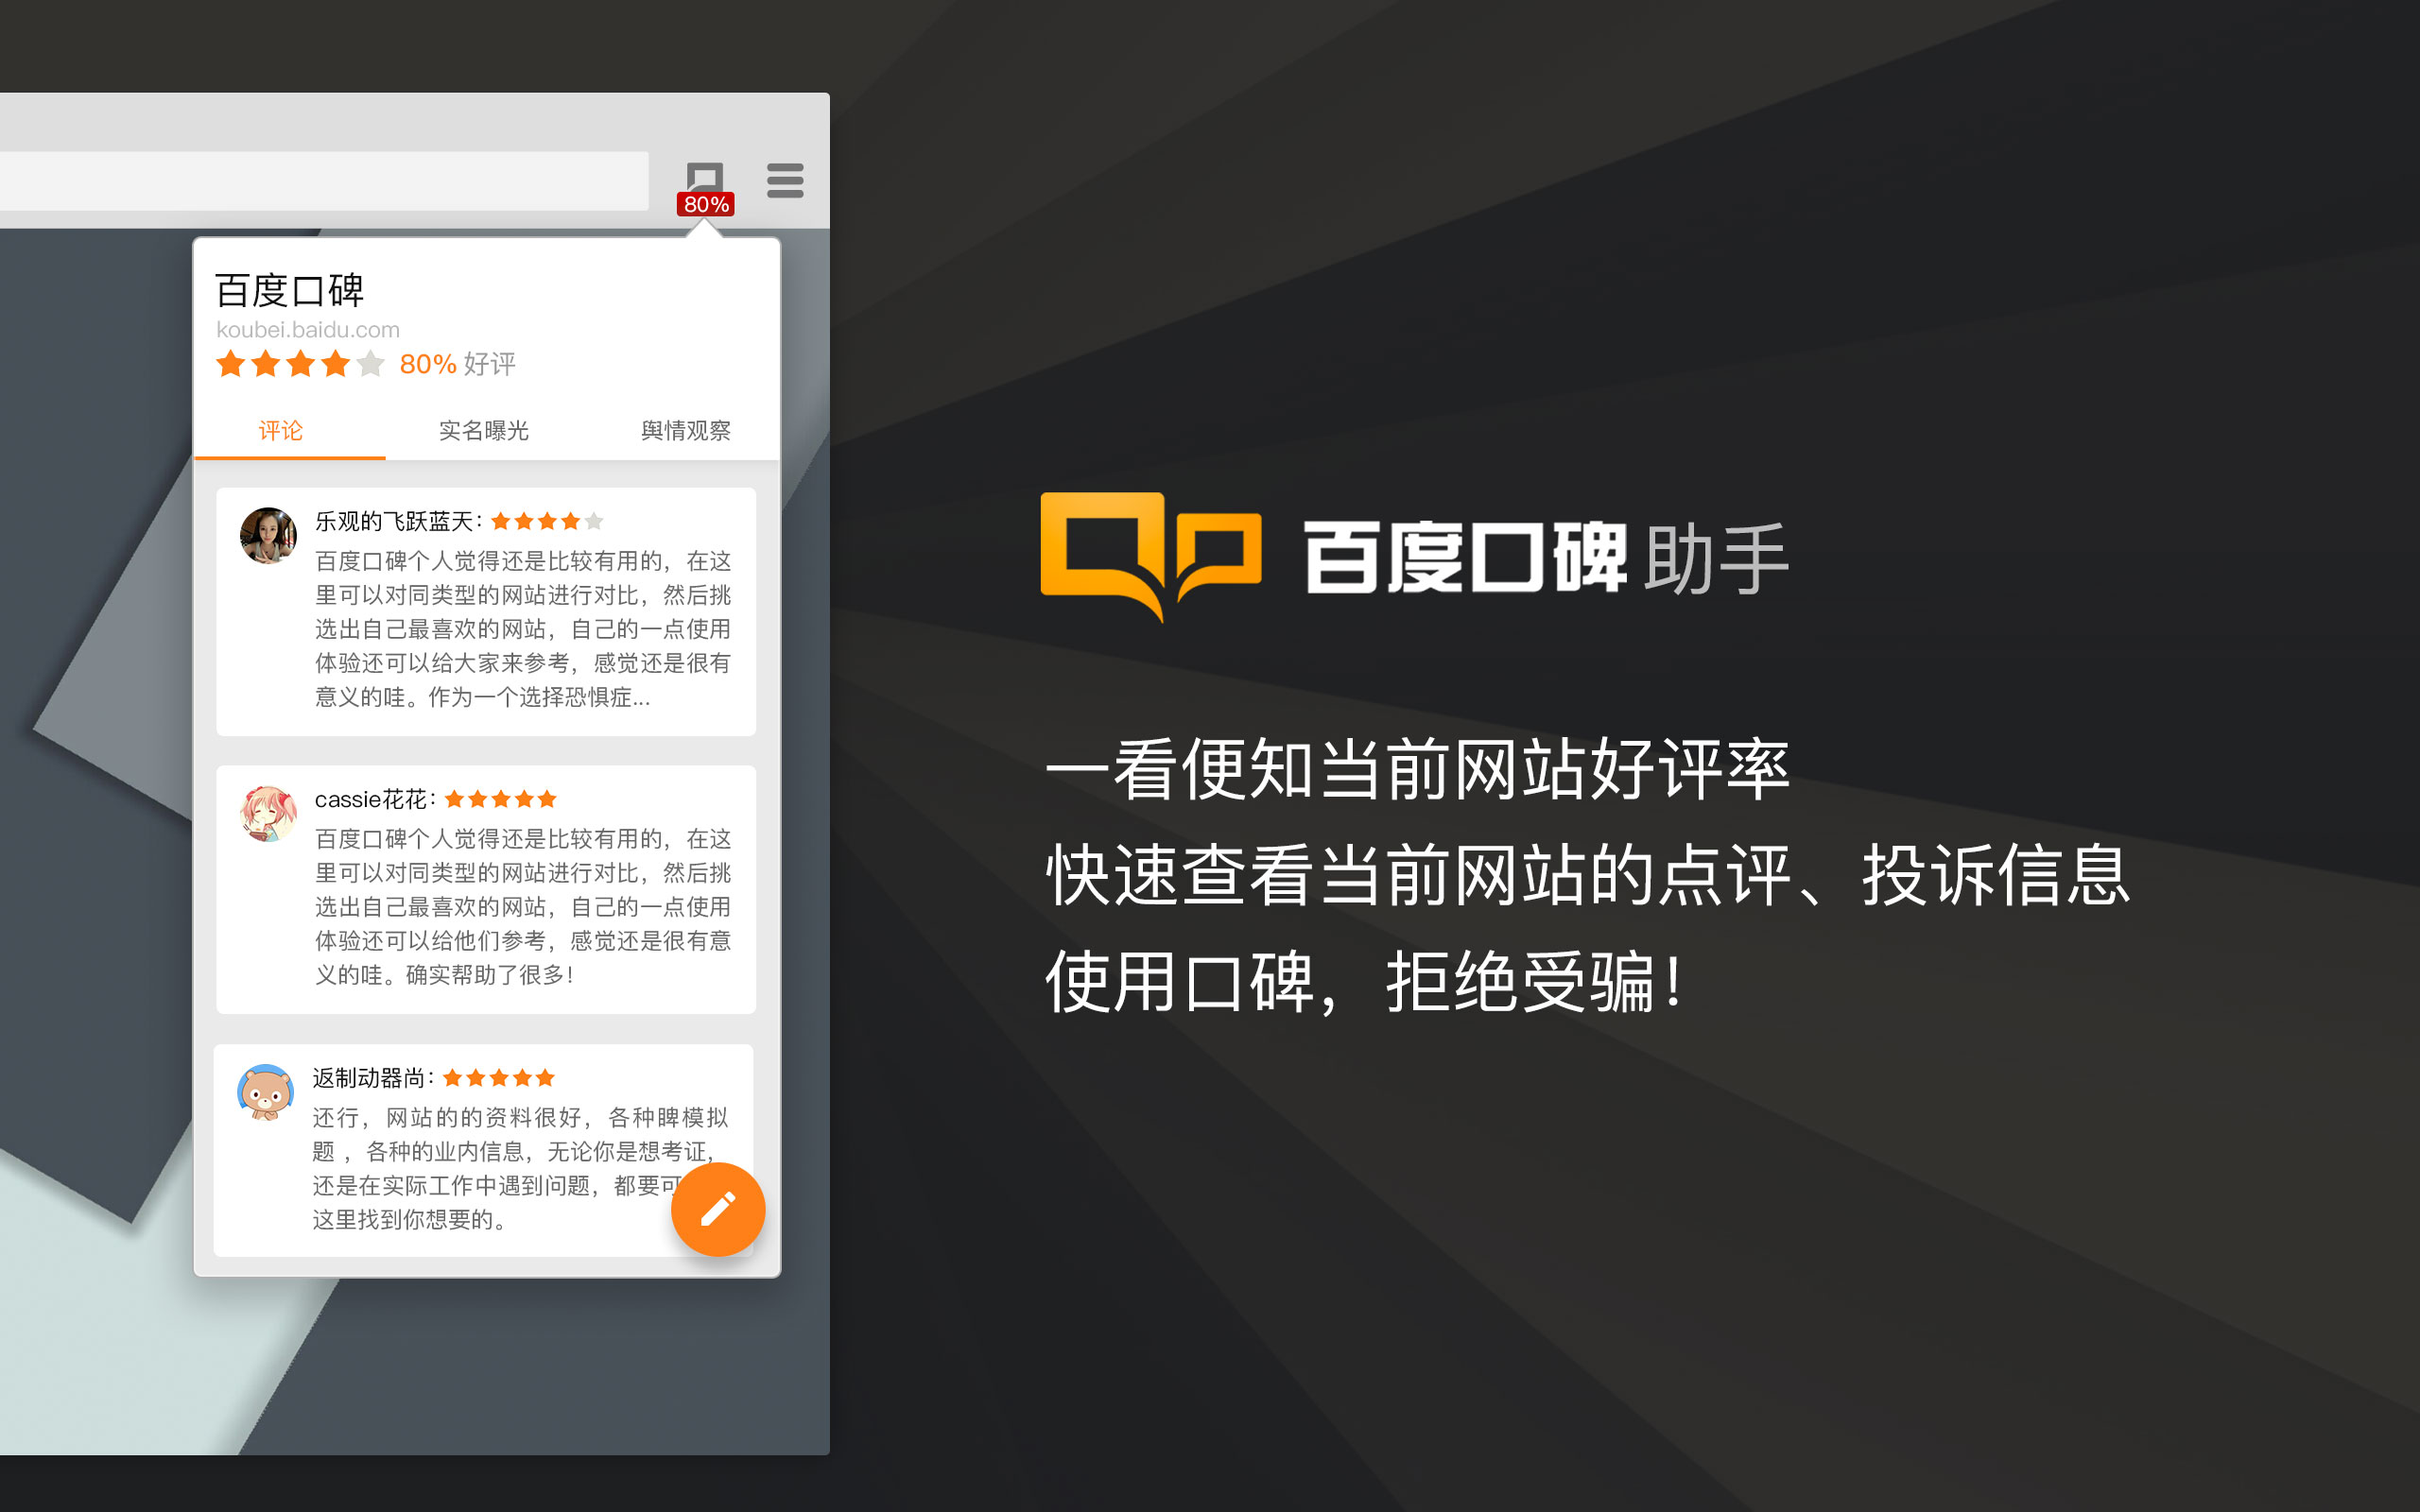 80%
百度口碑
koubei.baidu.com
80% 好评
评论 实名曝光 舆情观察
乐观的飞跃蓝天：
百度口碑个人觉得还是比较有用的，在这
里可以对同类型的网站进行对比，然后挑
选出自己最喜欢的网站，自己的一点使用
体验还可以给大家来参考，感觉还是很有
意义的哇。作为一个选择恐惧症...
cassie花花：
百度口碑个人觉得还是比较有用的，在这
里可以对同类型的网站进行对比，然后挑
选出自己最喜欢的网站，自己的一点使用
体验还可以给他们参考，感觉还是很有意
义的哇。确实帮助了很多！
返制动器尚：
还行，网站的的资料很好，各种睥模拟
题 ，各种的业内信息，无论你是想考证，
还是在实际工作中遇到问题，都要可
这里找到你想要的。
百度口碑助手
一看便知当前网站好评率
快速查看当前网站的点评、投诉信息
使用口碑，拒绝受骗！